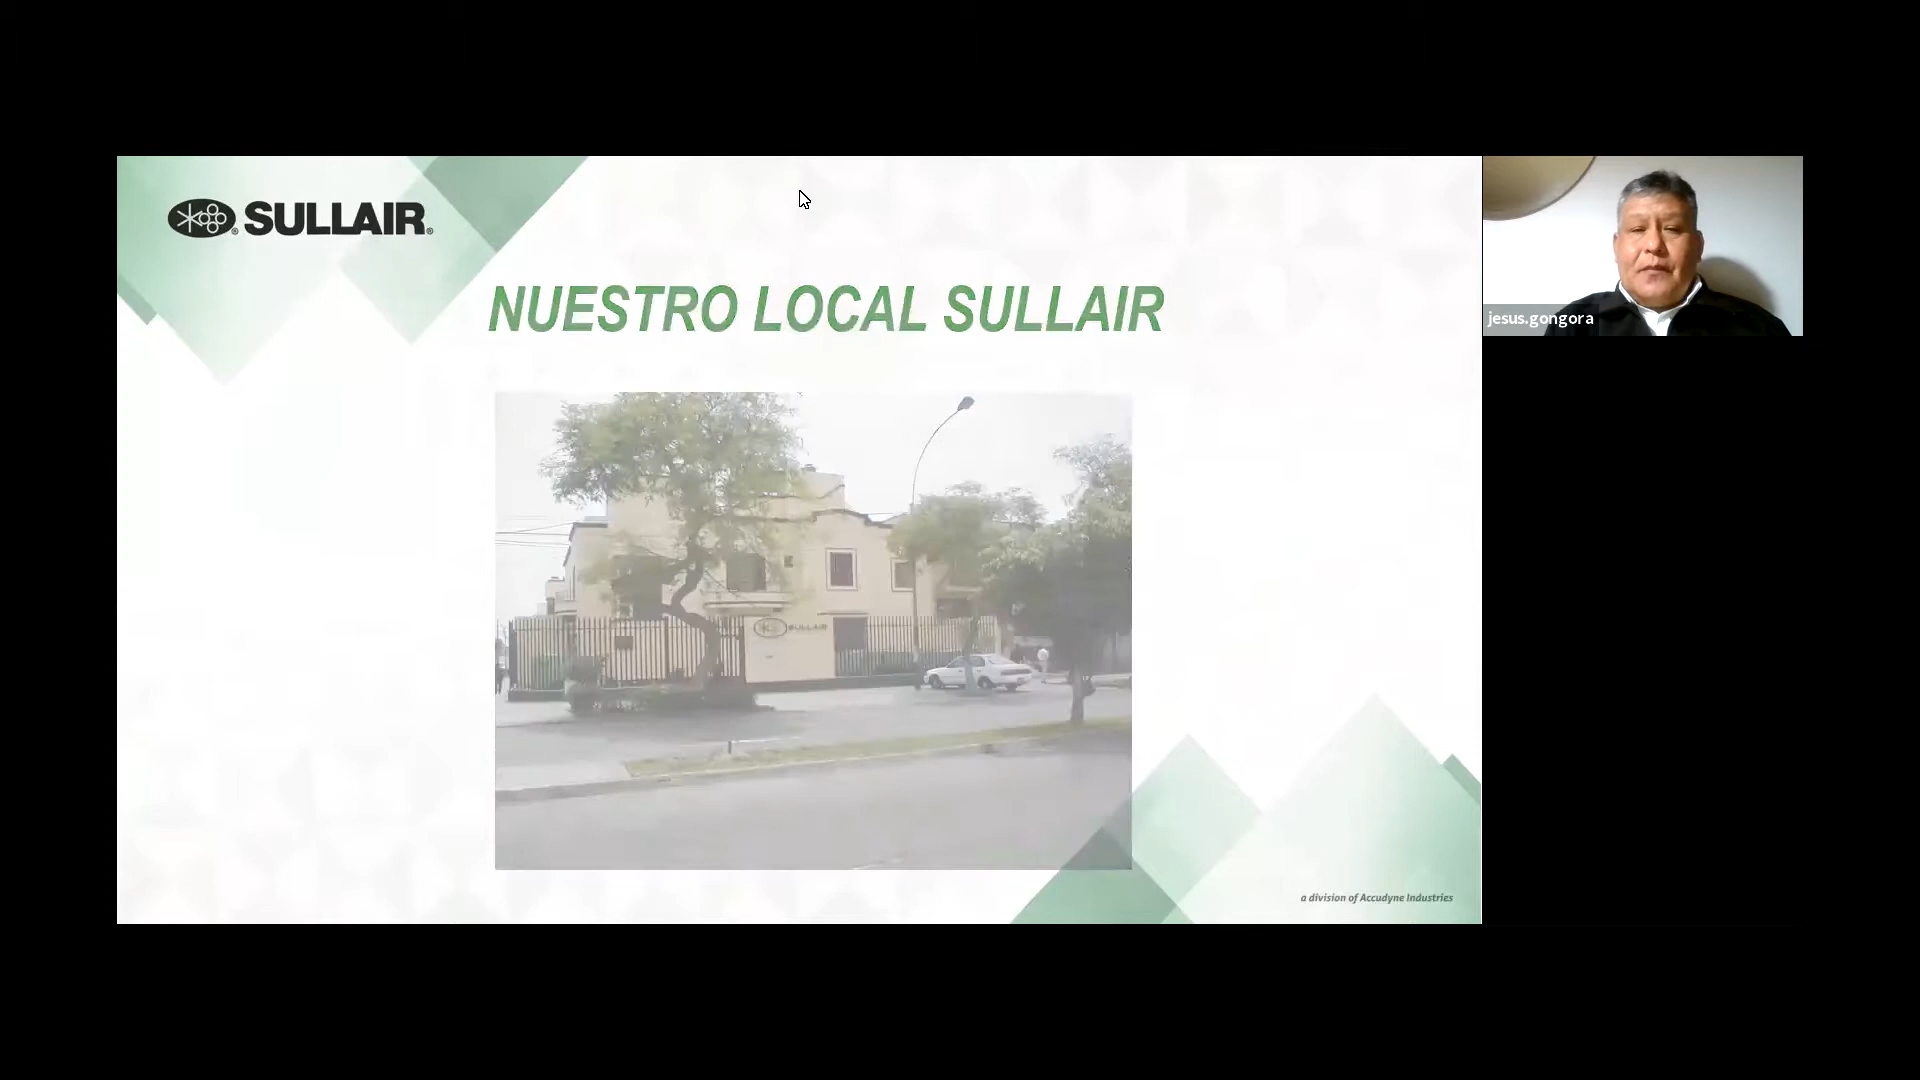 SULLAIR
NUESTRO LOCAL SULLAIR
jesus.gongora
SULLAIR
a division of Accudyne Industries